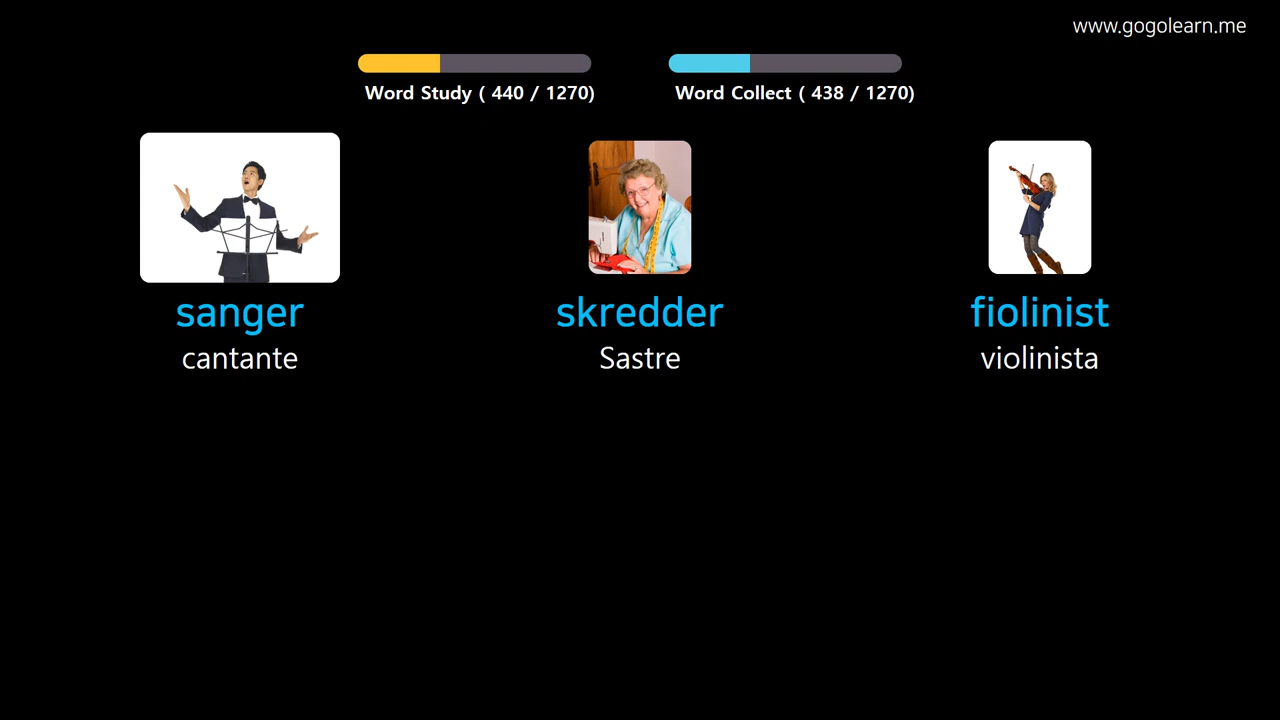 www.gogolearn.me
Word Study ( 440 / 1270)
Word Collect ( 438 / 1270)
sanger
skredder
fiolinist
cantante
Sastre
violinista